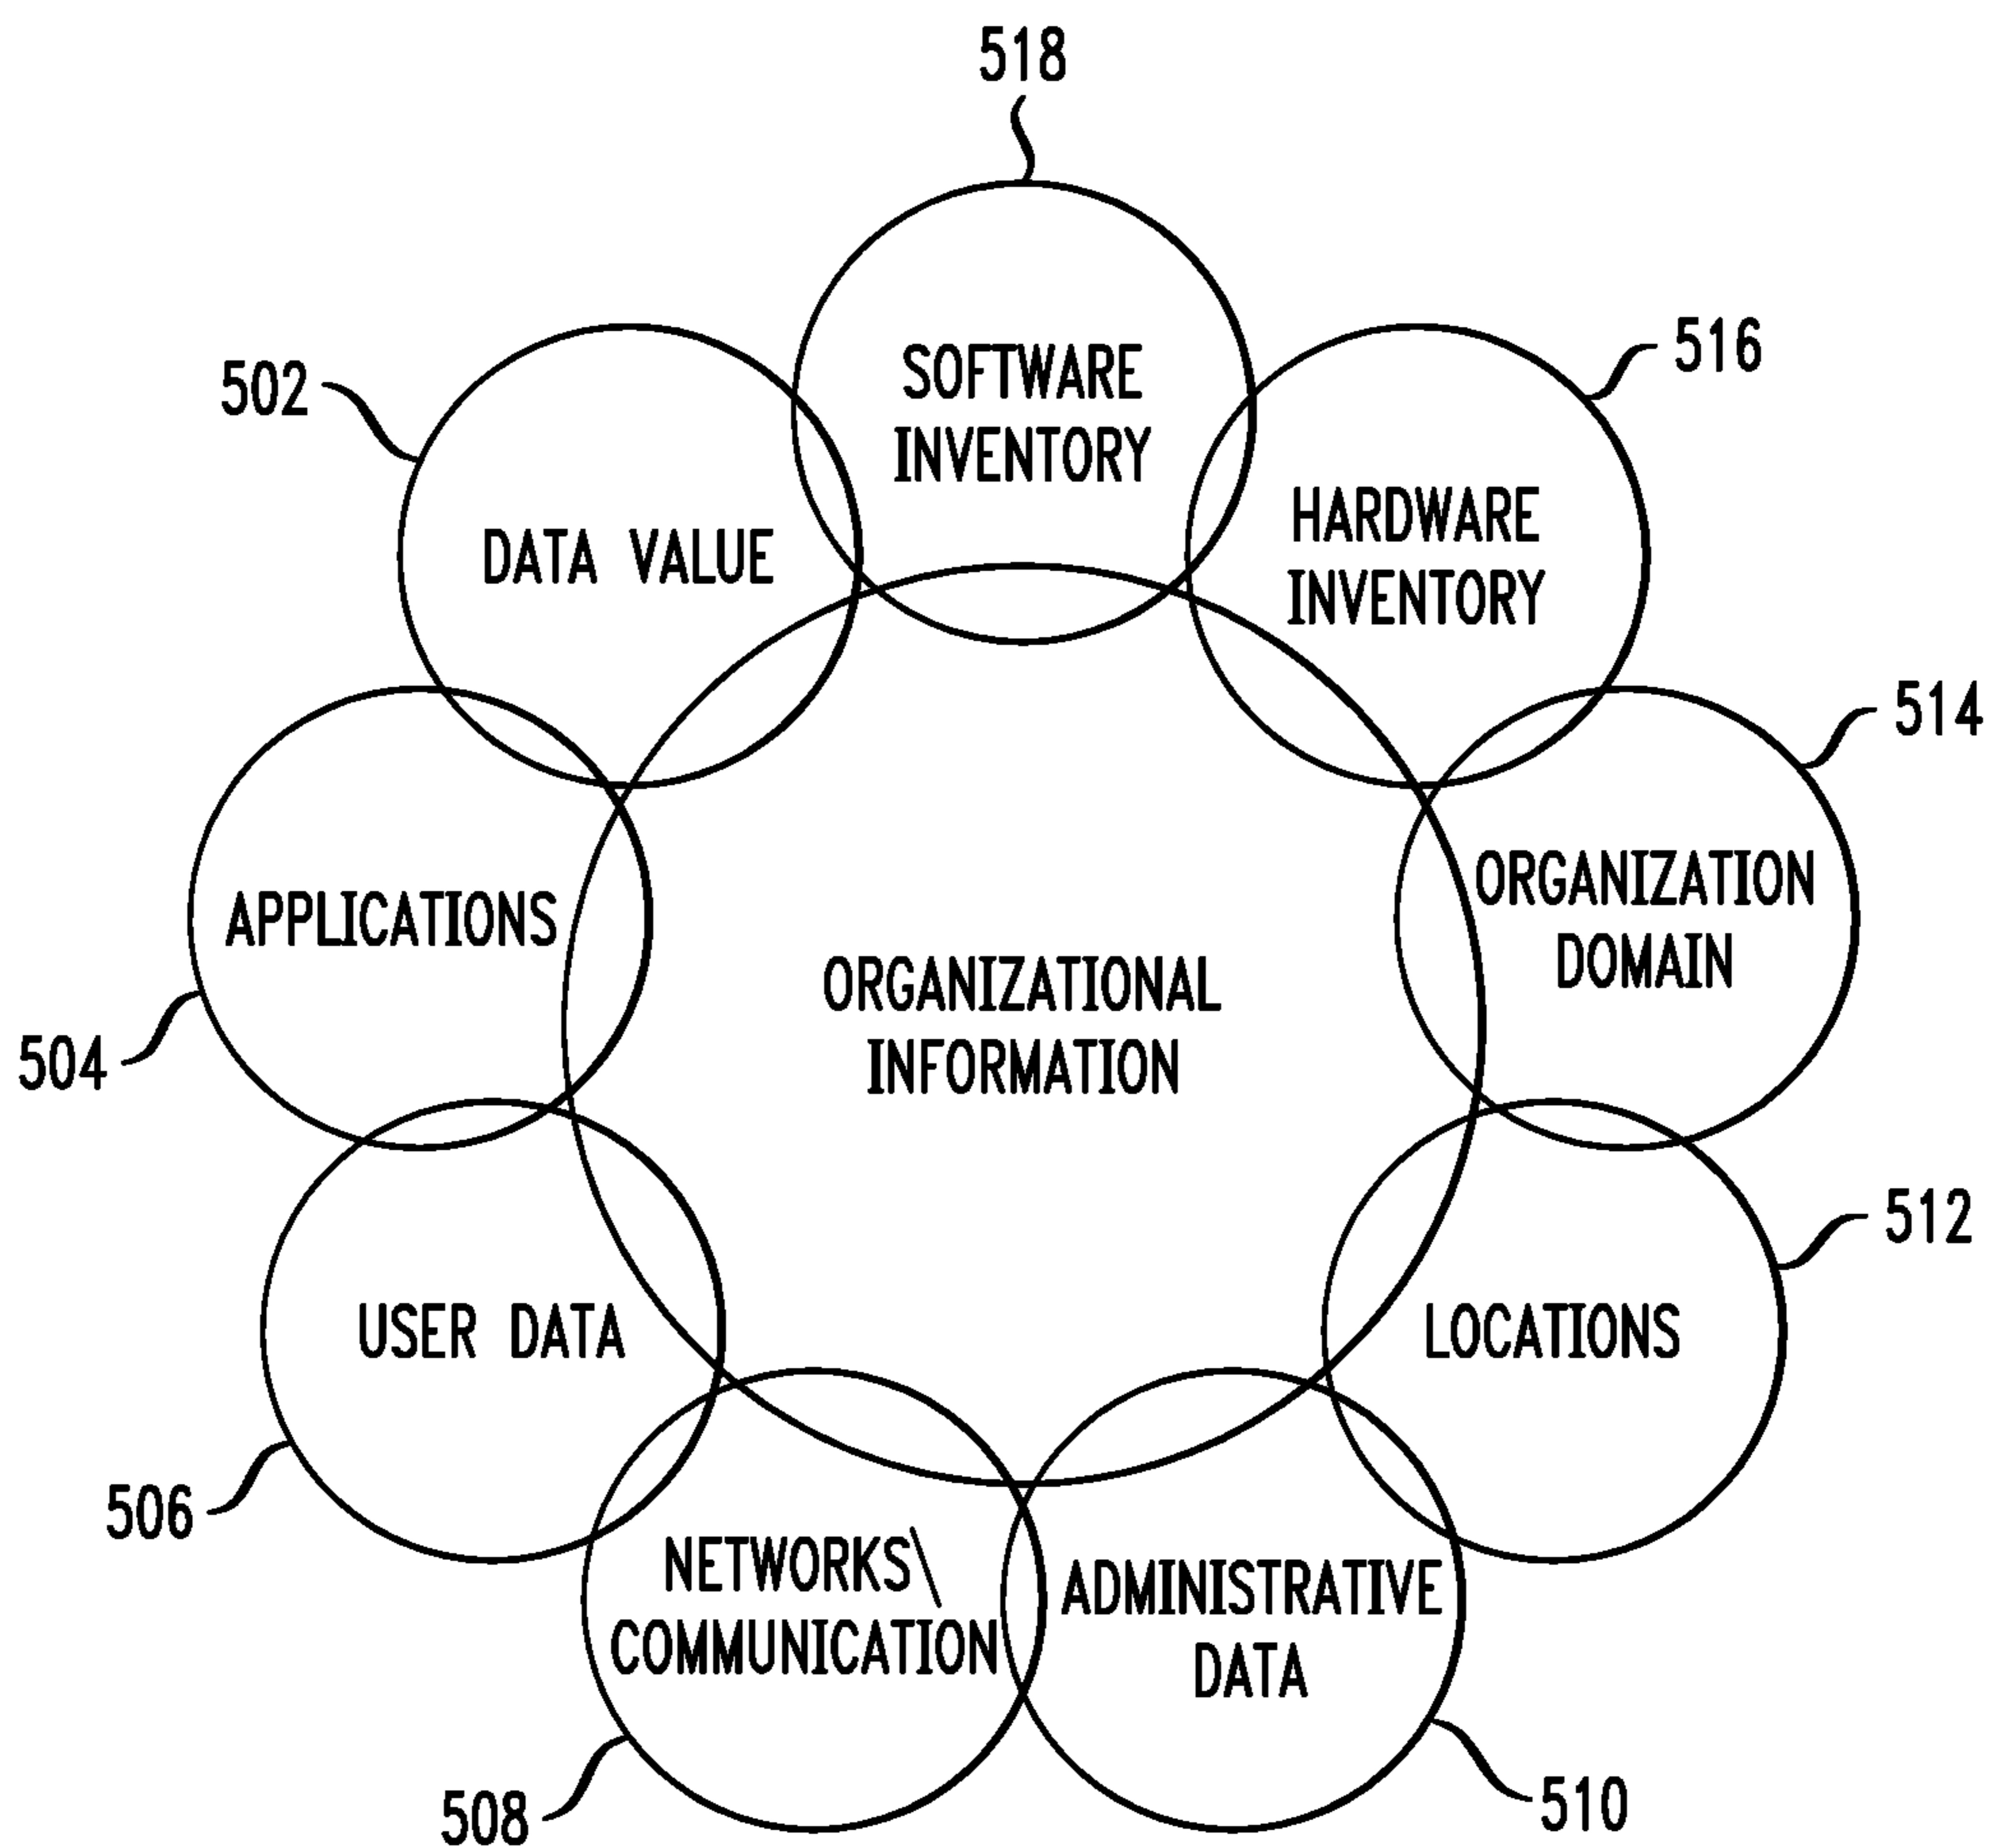 518
516
502
SOFTWARE
INVENTORY
HARDWARE
INVENTORY
DATA VALUE
514
ORGANIZATION
DOMAIN
APPLICATIONS
ORGANIZATIONAL
INFORMATION
504
512
USER DATA
LOCATIONS
506
NETWORKS\
COMMUNICATION
ADMINISTRATIVE
DATA
508
510